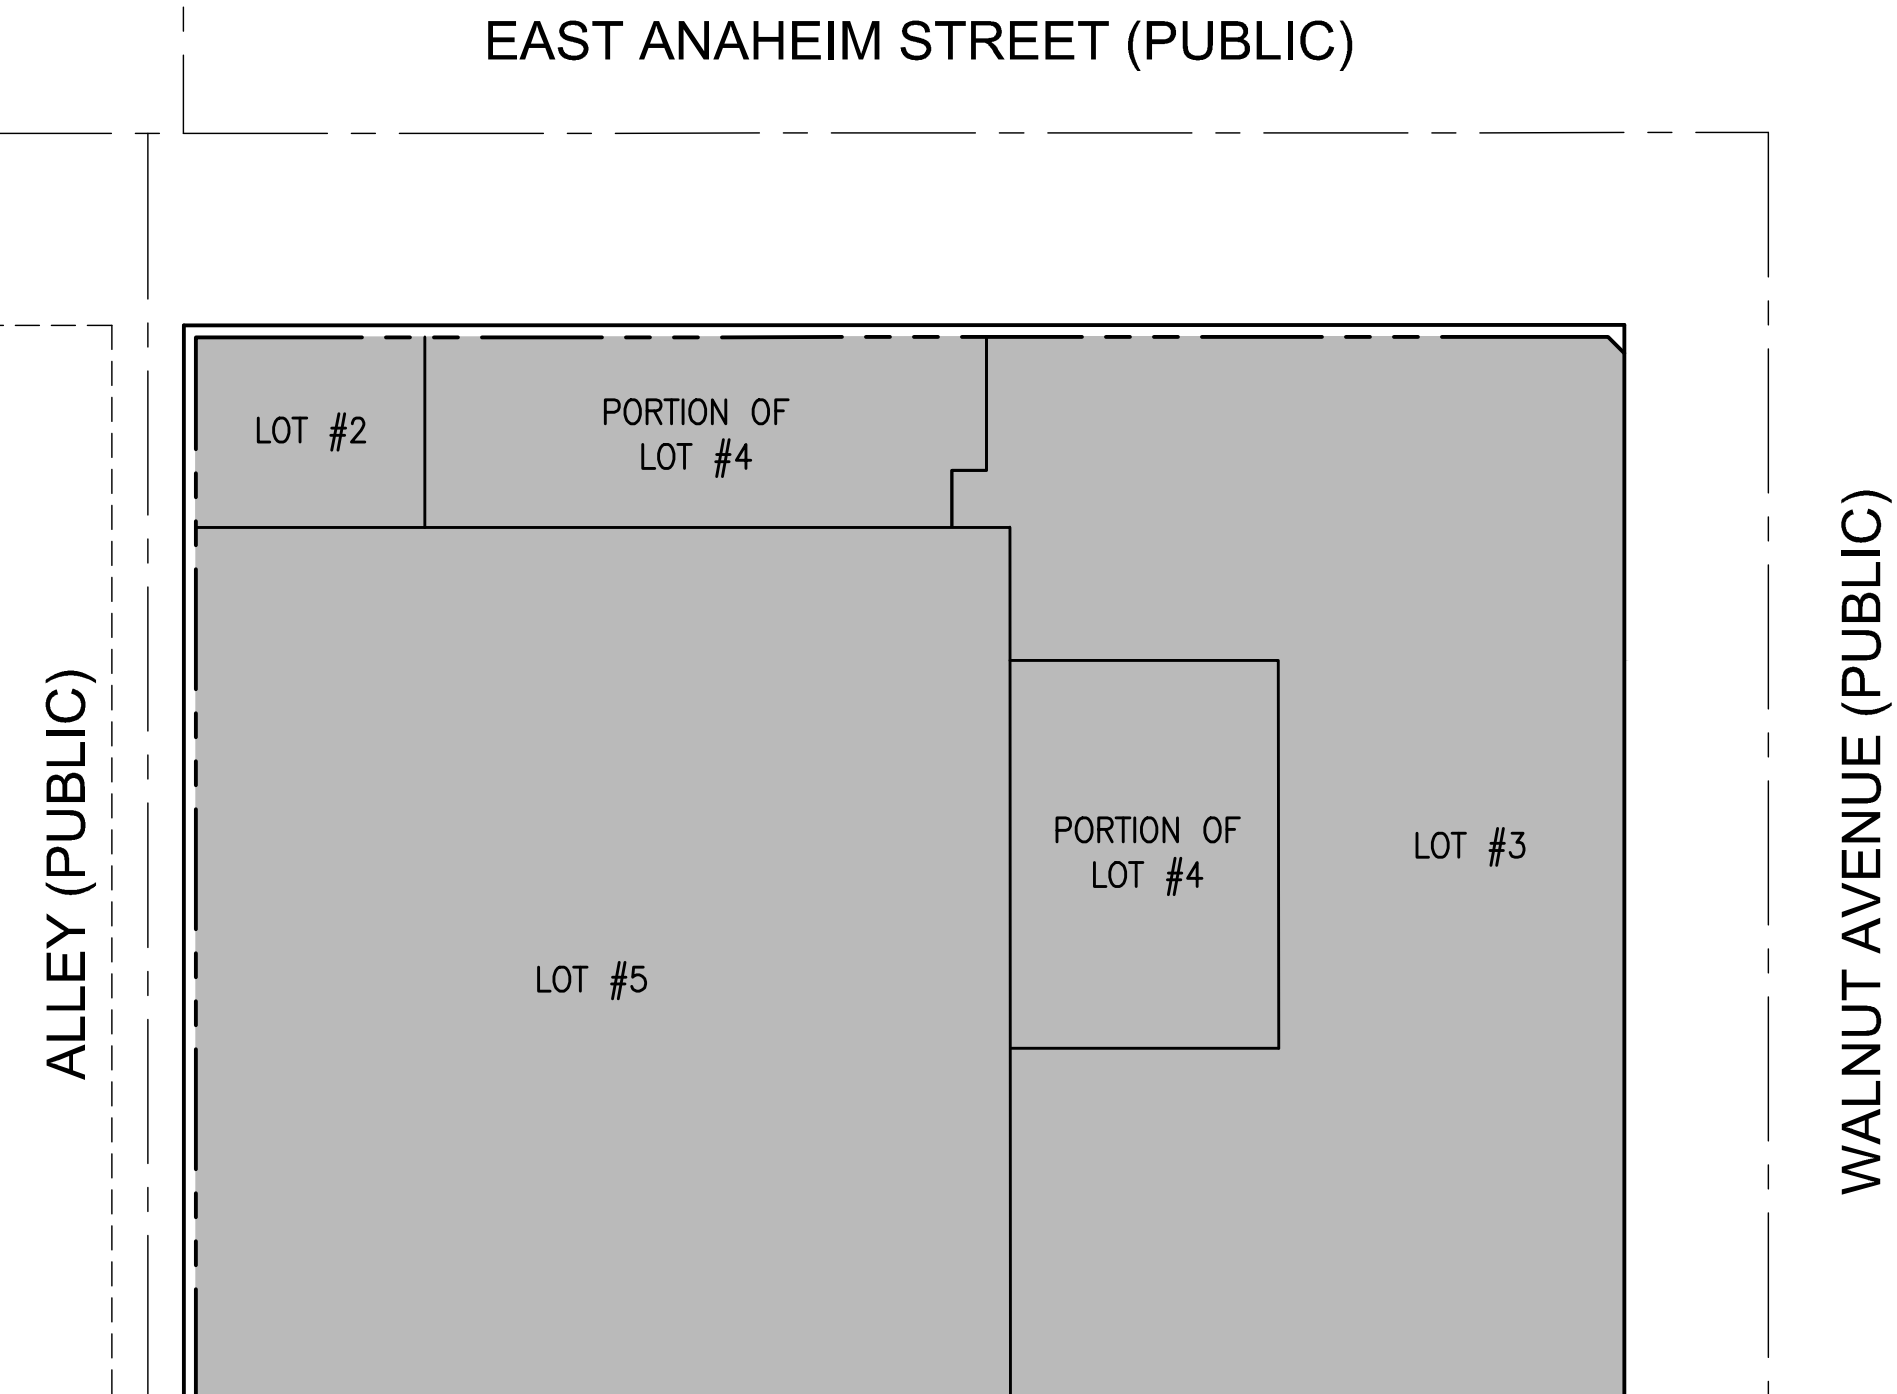 EAST ANAHEIM STREET (PUBLIC)
LOT #2
PORTION OF
LOT #4
ALLEY (PUBLIC)
LOT #5
PORTION OF
LOT #4
LOT #3
WALNUT AVENUE (PUBLIC)